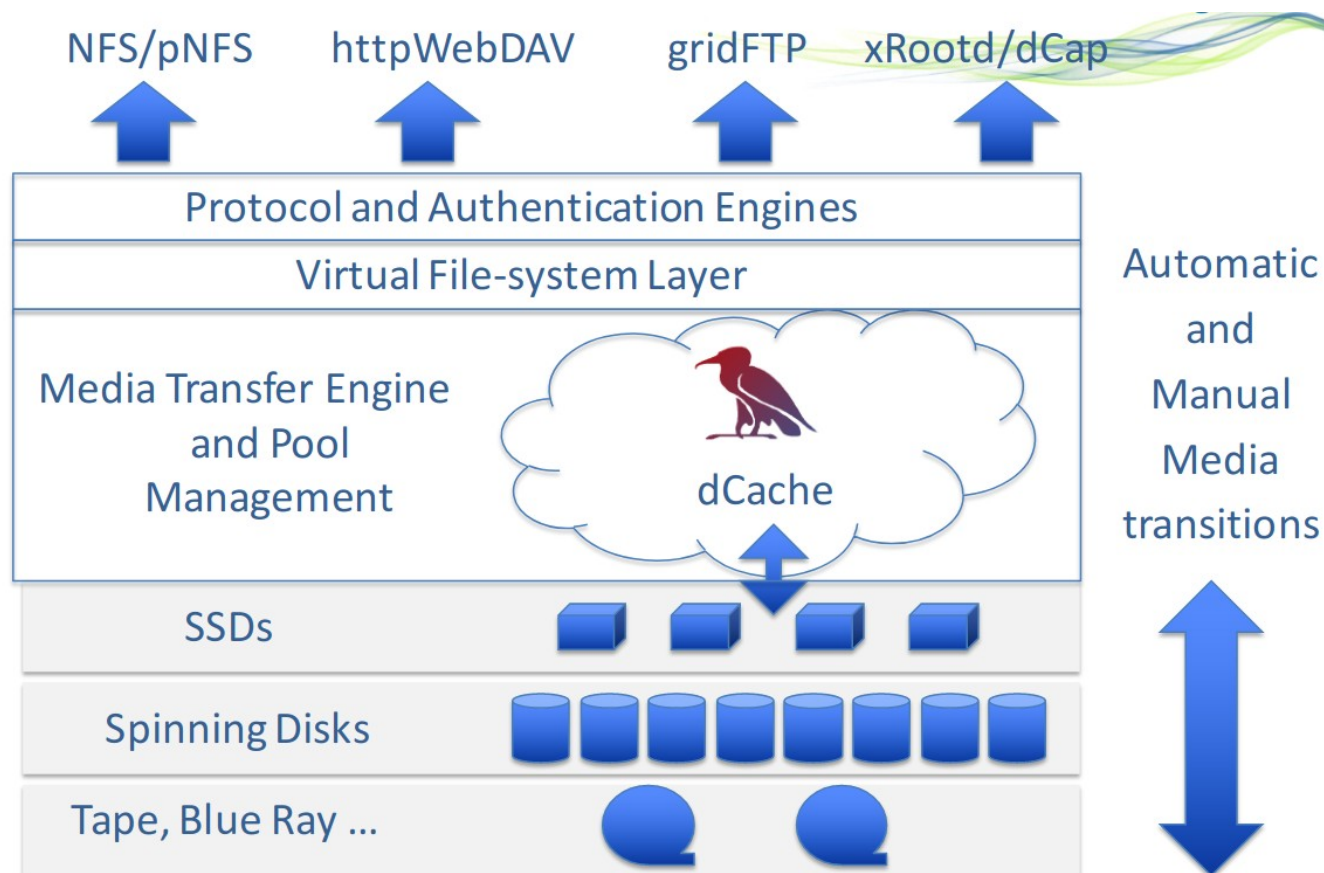 NFS/pNFS httpWebDAV gridFTP xRootd/dCap
Protocol and Authentication Engines
Virtual File-system Layer
Media Transfer Engine
and Pool
Management
dCache
SSDs
Spinning Disks
Tape, Blue Ray ...
Automatic
and
Manual
Media
transitions